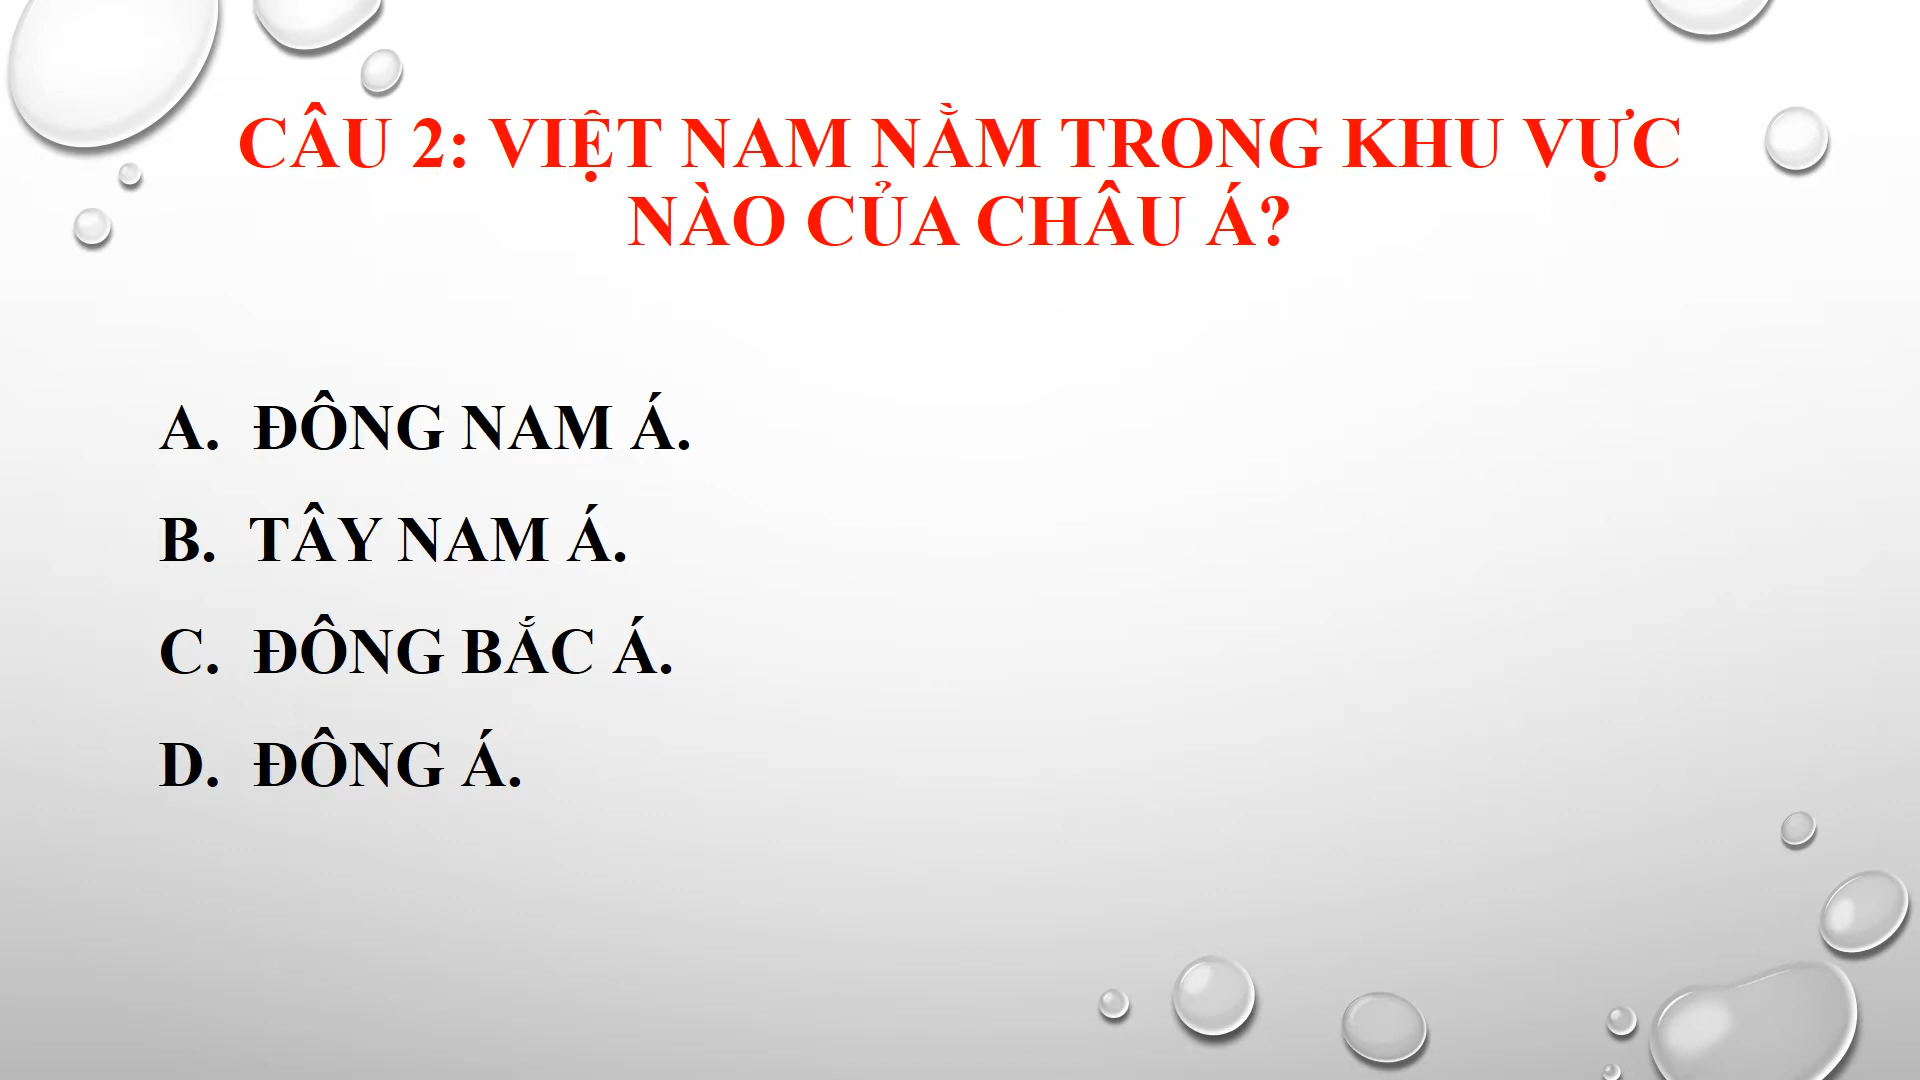 CÂU 2: VIỆT NAM NẰM TRONG KHU VỰC
NÀO CỦA CHÂU Á?
A. ĐÔNG NAM Á.
B. TÂY NAM Á.
C. ĐÔNG BẮC Á.
D. ĐÔNG Á.